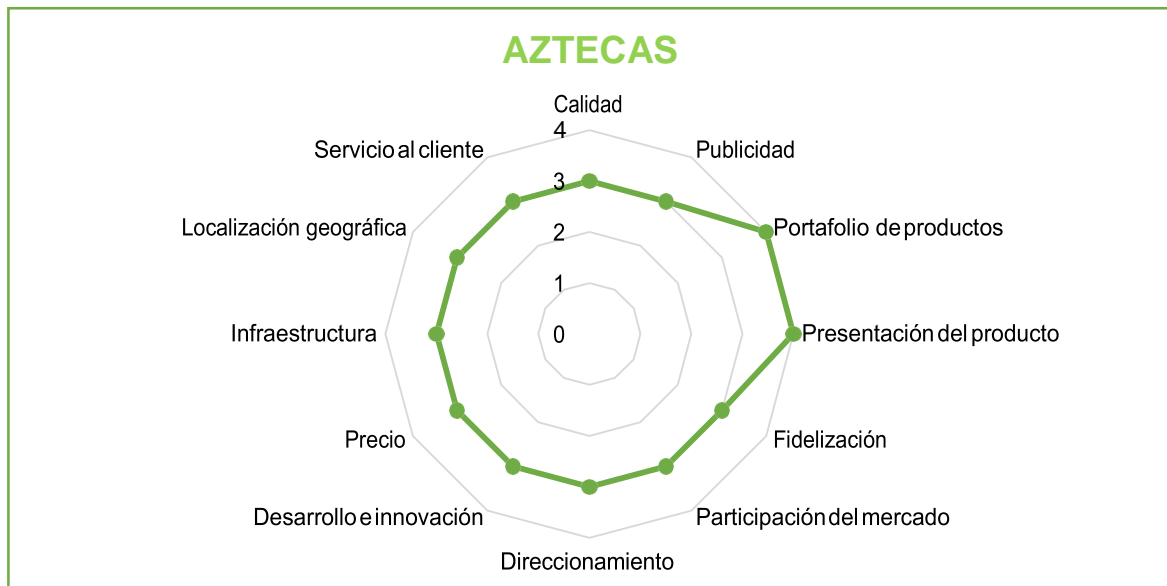 AZTECAS
Calidad
4
Servicio al cliente
Publicidad
3
Localización geográfica
Portafolio de productos
2
1
Infraestructura
0
Presentación del producto
Precio
Fidelización
Desarrollo e innovación
Participación del mercado
Direccionamiento